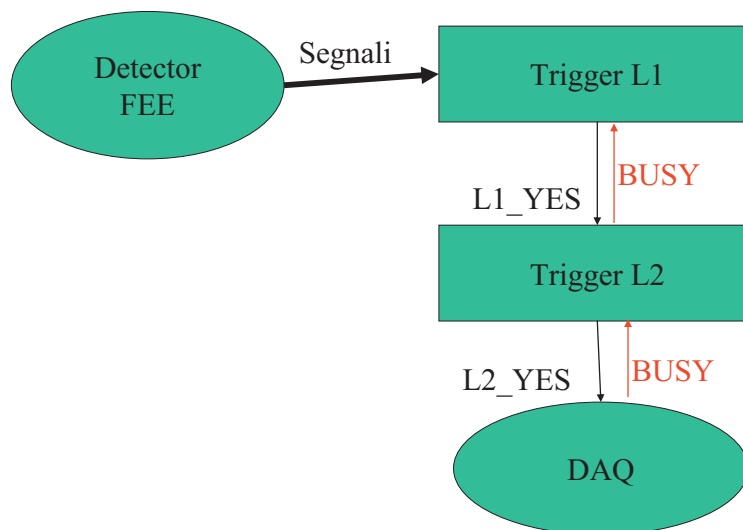 Detector
FEE
Segnali
Trigger L1
L1_YES
BUSY
Trigger L2
L2_YES
BUSY
DAQ